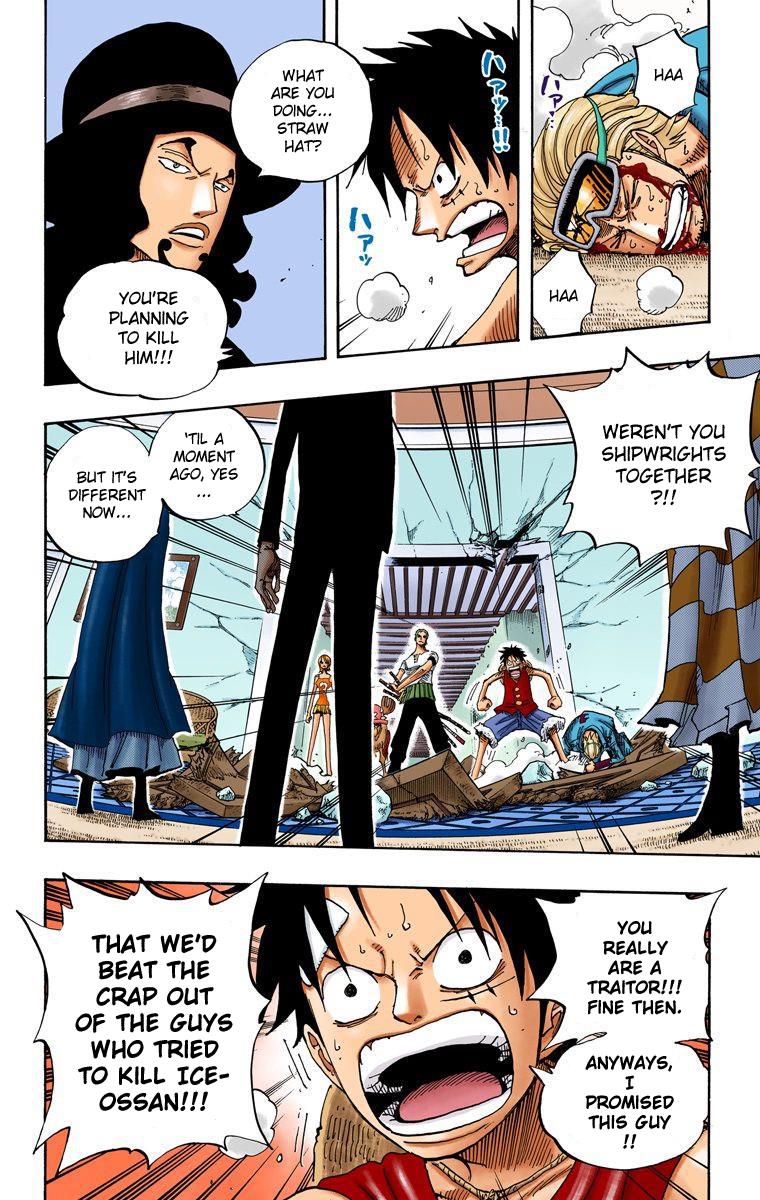 HAA
HAA
ハァッ…
ハァッ…!!
ハァッ…
WHAT
ARE YOU
DOING...
STRAW
HAT?
YOU'RE
PLANNING
TO KILL
HIM!!!
WEREN'T YOU
SHIPWRIGHTS
TOGETHER
?!!
'TIL A
MOMENT
AGO, YES
...
BUT IT'S
DIFFERENT
NOW...
YOU
REALLY
ARE A
TRAITOR!!!
FINE THEN.
ANYWAYS,
I
PROMISED
THIS GUY
!!
THAT WE'D
BEAT THE
CRAP OUT
OF THE GUYS
WHO TRIED
TO KILL ICE-
OSSAN!!!